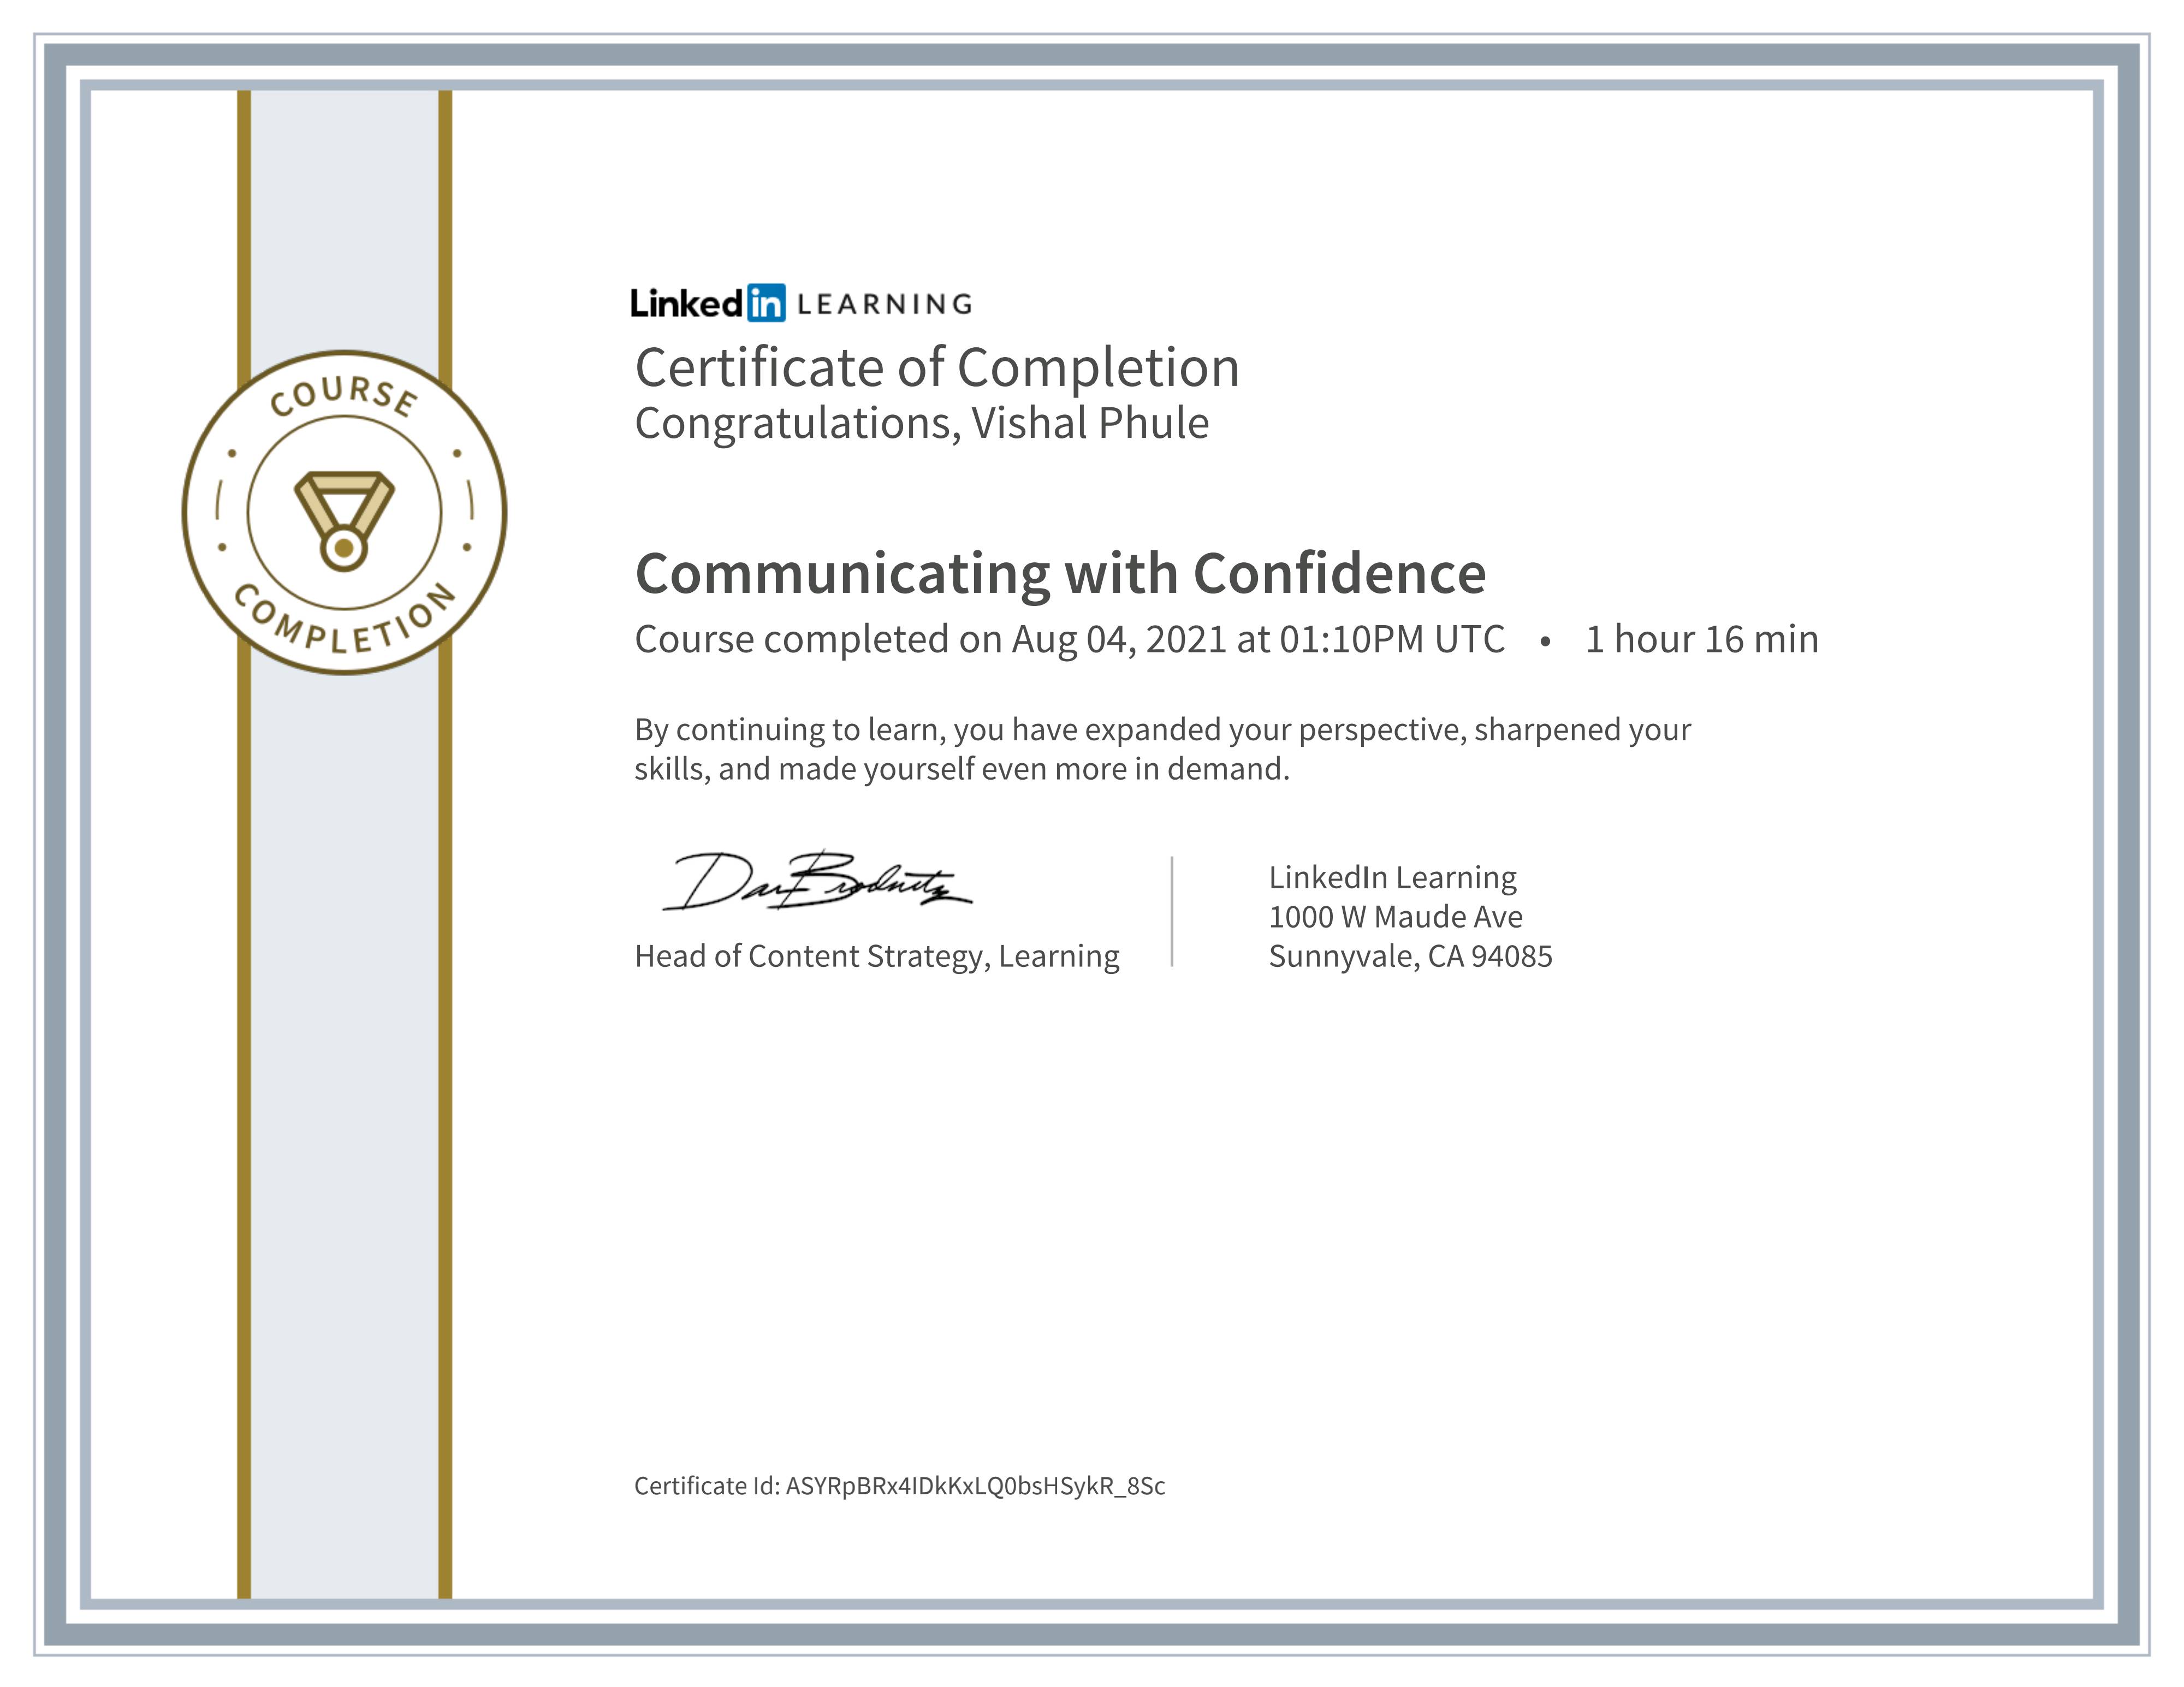 COURSE
COMPLETION
Linked in LEARNING
Certificate of Completion
Congratulations, Vishal Phule
Communicating with Confidence
Course completed on Aug 04, 2021 at 01:10PM UTC • 1 hour 16 min
By continuing to learn, you have expanded your perspective, sharpened your
skills, and made yourself even more in demand.
Dan Brodnitz
Head of Content Strategy, Learning
LinkedIn Learning
1000 W Maude Ave
Sunnyvale, CA 94085
Certificate Id: ASYRpBRx4IDkKxLQ0bsHSykR_8Sc